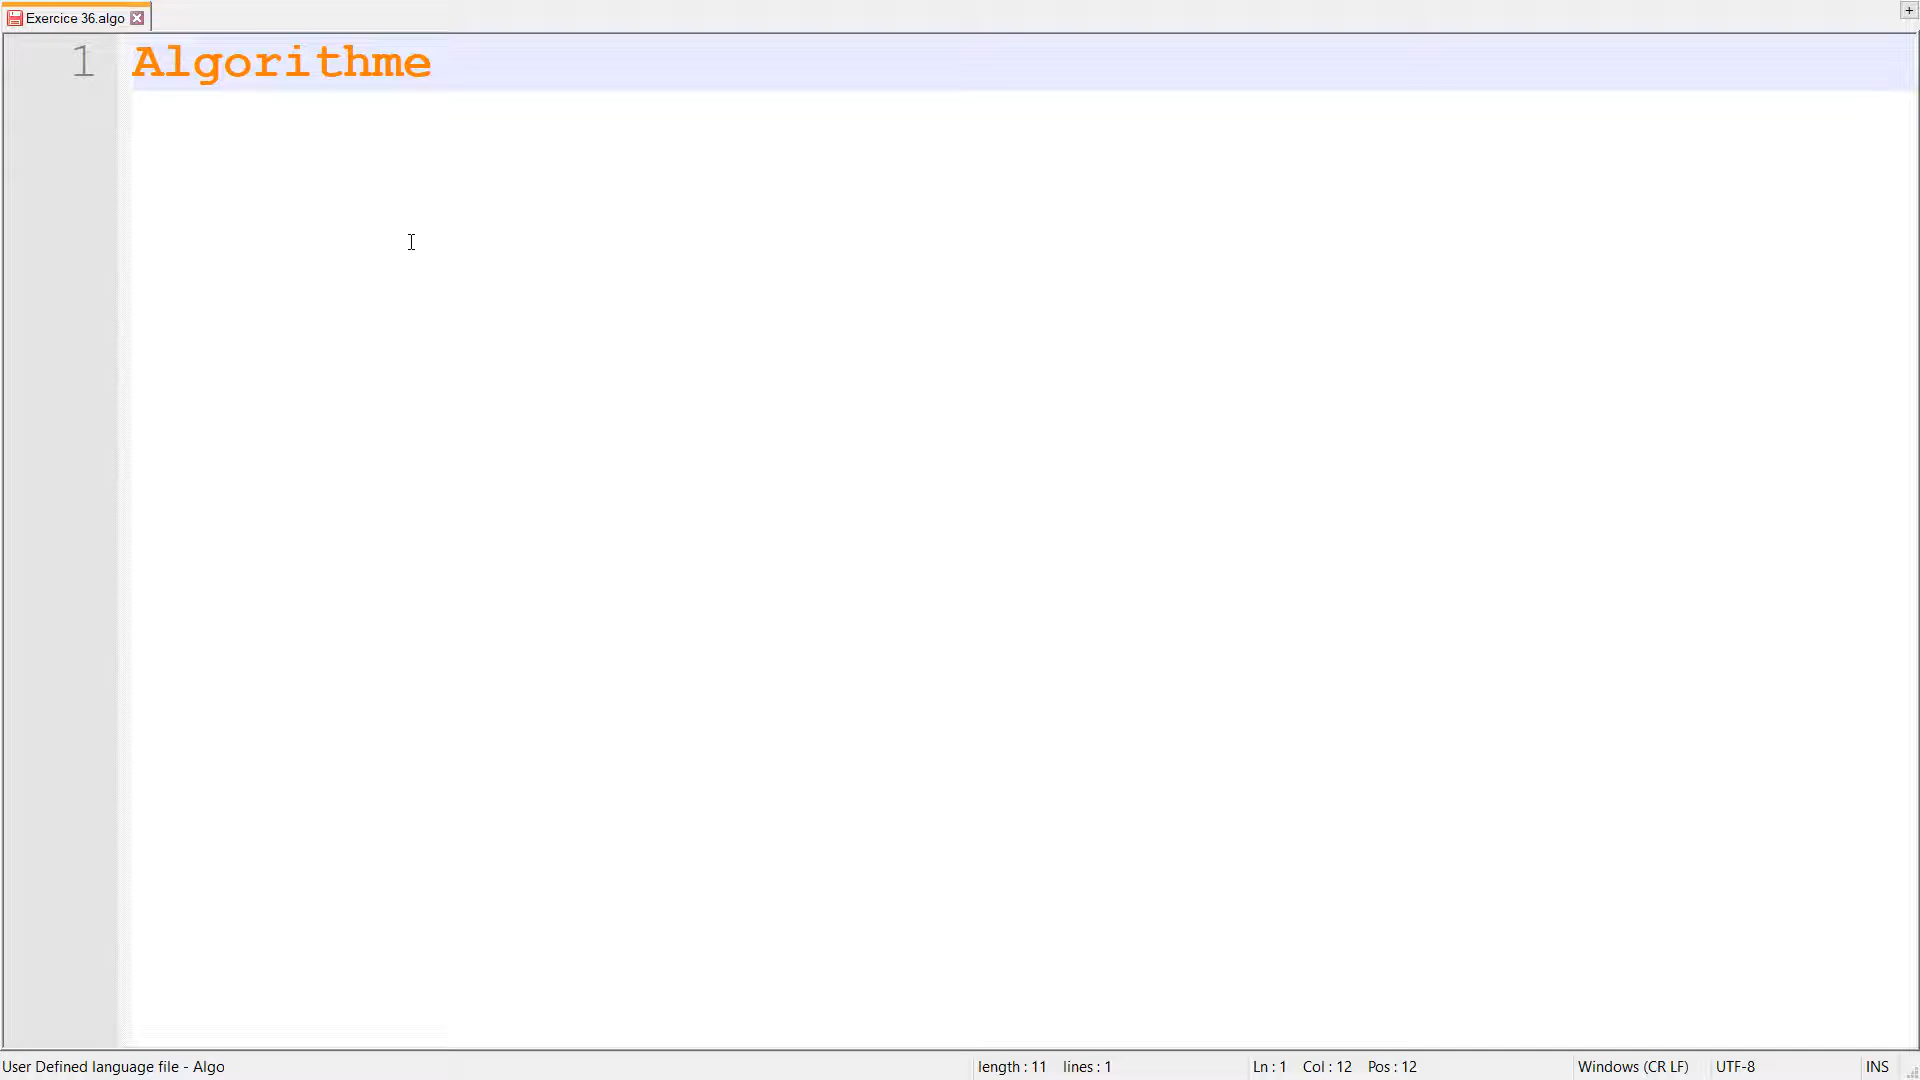 Exercice 36.algo
1 Algorithme
User Defined language file - Algo length : 11 lines : 1 Ln : 1 Col : 12 Pos : 12 Windows (CR LF) UTF-8 INS